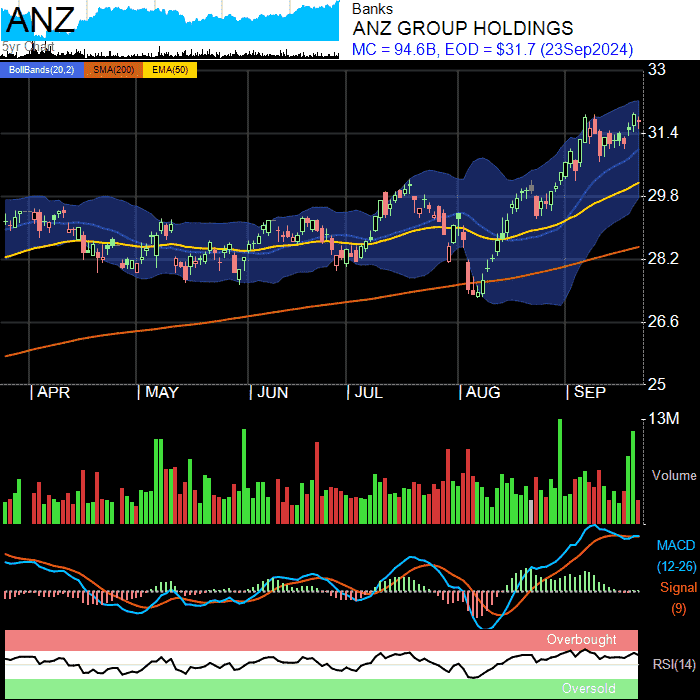 ANZ
5yr Chart
Banks
ANZ GROUP HOLDINGS
MC = 94.6B, EOD = $31.7 (23Sep2024)
BollBands(20,2) SMA(200) EMA(50)
33
31.4
29.8
28.2
26.6
25
APR MAY JUN JUL AUG SEP
13M
Volume
MACD
(12-26)
Signal
(9)
Overbought
RSI(14)
Oversold